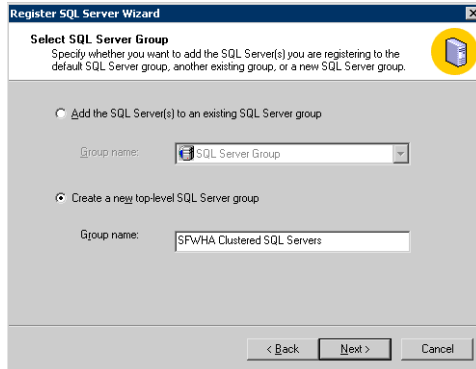 Register SQL Server Wizard
Select SQL Server Group
Specify whether you want to add the SQL Server(s) you are registering to the
default SQL Server group, another existing group, or a new SQL Server group.
Add the SQL Server(s) to an existing SQL Server group
Group name:
SQL Server Group
Create a new top-level SQL Server group
Group name:
SFWHA Clustered SQL Servers
< Back
Next >
Cancel